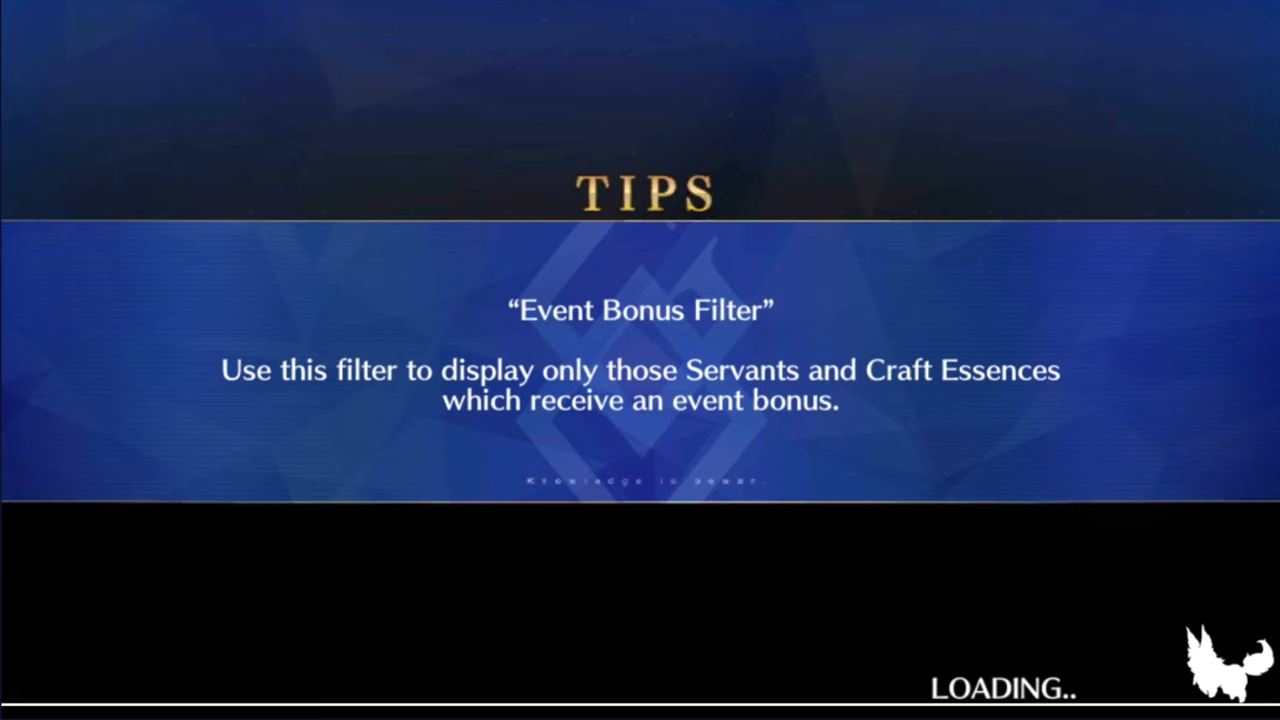 TIPS
“Event Bonus Filter”
Use this filter to display only those Servants and Craft Essences
which receive an event bonus.
Knowledge is power.
LOADING..